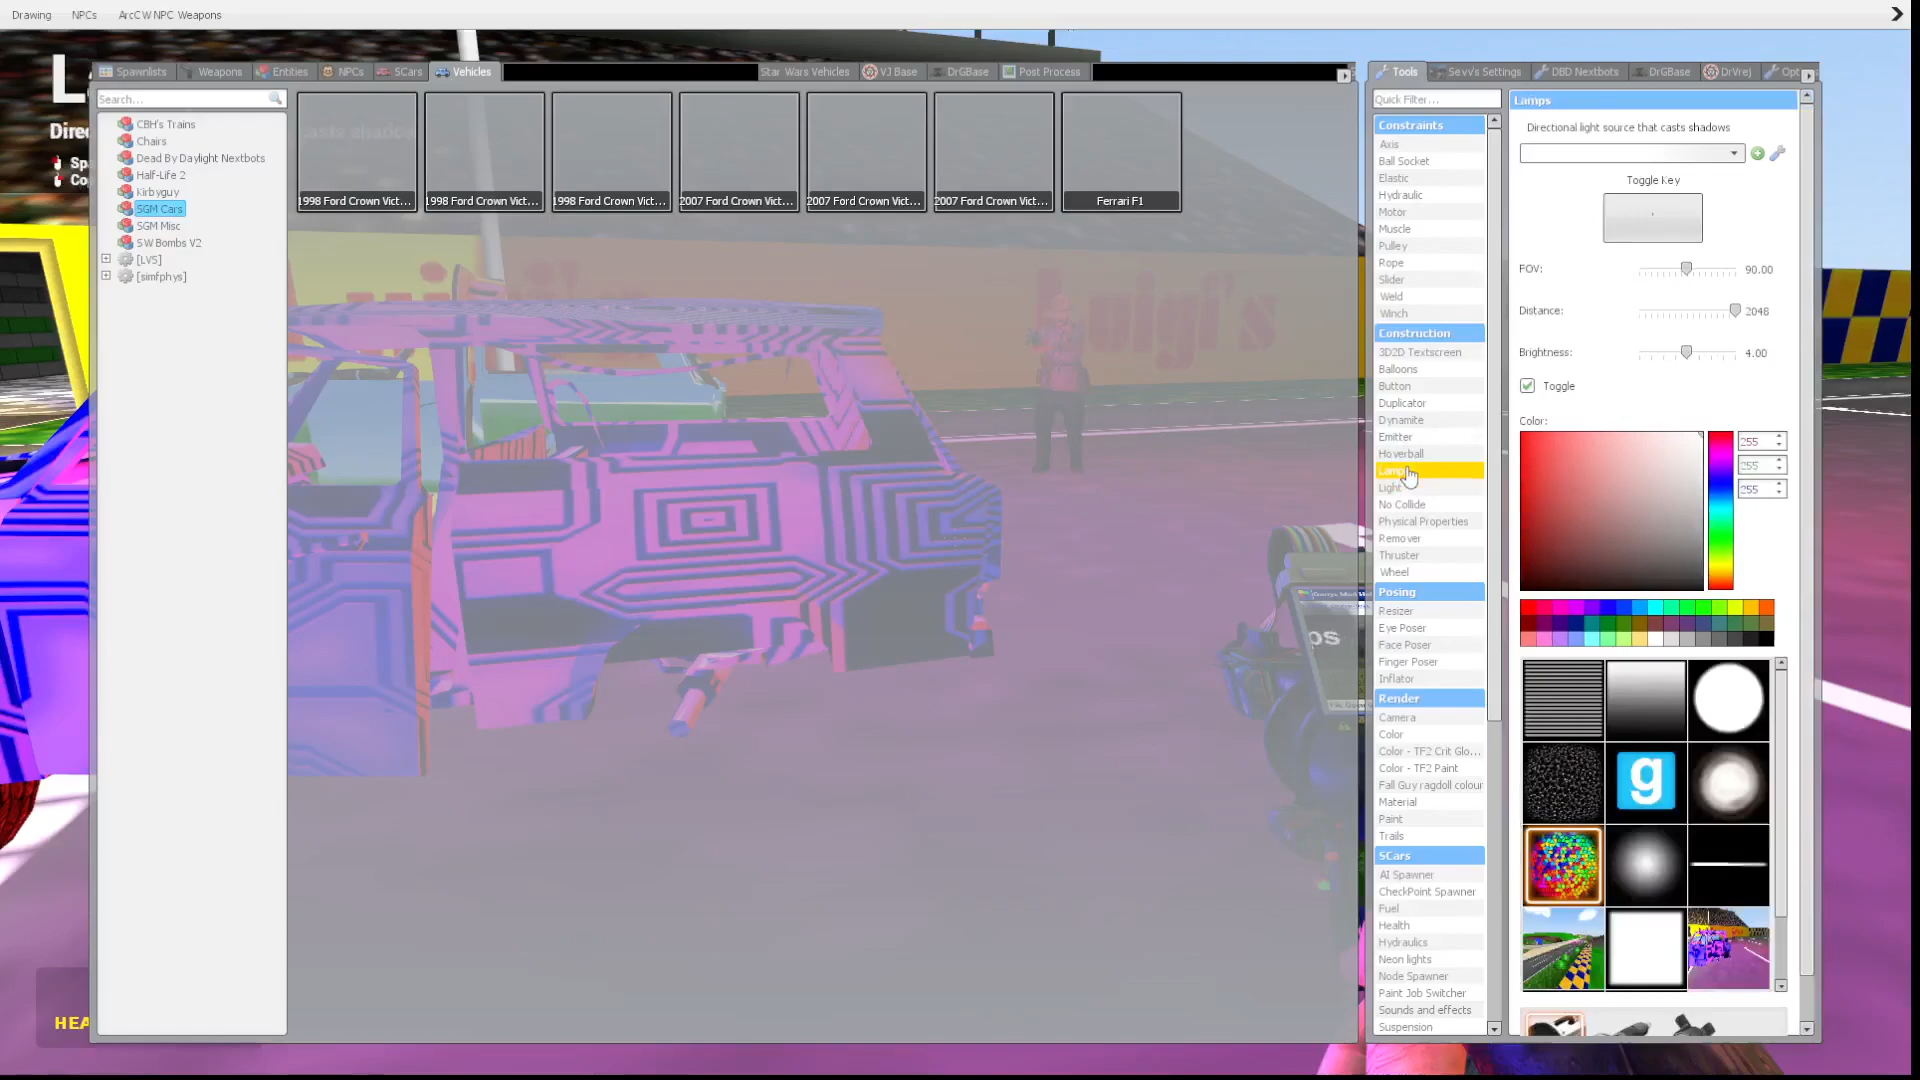 Drawing NPCs ArcCW NPC Weapons
Spawnlists Weapons Entities NPCs SCars Vehicles Star Wars Vehicles VJ Base DrGBase Post Process
Search...
CBH's Trains
Chairs
Dead By Daylight Nextbots
Half-Life 2
Kirbyguy
SGM Cars
SGM Misc
SW Bombs V2
[LVS]
[simfphys]
1998 Ford Crown Vict...
1998 Ford Crown Vict...
1998 Ford Crown Vict...
2007 Ford Crown Vict...
2007 Ford Crown Vict...
2007 Ford Crown Vict...
Ferrari F1
Luigi's
Tools Sevv's Settings DBD Nextbots DrGBase DrVrej Opt
Quick Filter...
Constraints
Axis
Ball Socket
Elastic
Hydraulic
Motor
Muscle
Pulley
Rope
Slider
Weld
Winch
Construction
3D2D Textscreen
Balloons
Button
Duplicator
Dynamite
Emitter
Hoverball
Lamp
Light
No Collide
Physical Properties
Remover
Thruster
Wheel
Posing
Resizer
Eye Poser
Face Poser
Finger Poser
Inflator
Render
Camera
Color
Color - TF2 Crit Glo...
Color - TF2 Paint
Fall Guy ragdoll colour
Material
Paint
Trails
SCars
AI Spawner
CheckPoint Spawner
Fuel
Health
Hydraulics
Neon lights
Node Spawner
Paint Job Switcher
Sounds and effects
Suspension
Lamps
Directional light source that casts shadows
Toggle Key
FOV: 90.00
Distance: 2048
Brightness: 4.00
Toggle
Color:
255
255
255
g
L
Dire
Sp
Co
ps
HEA